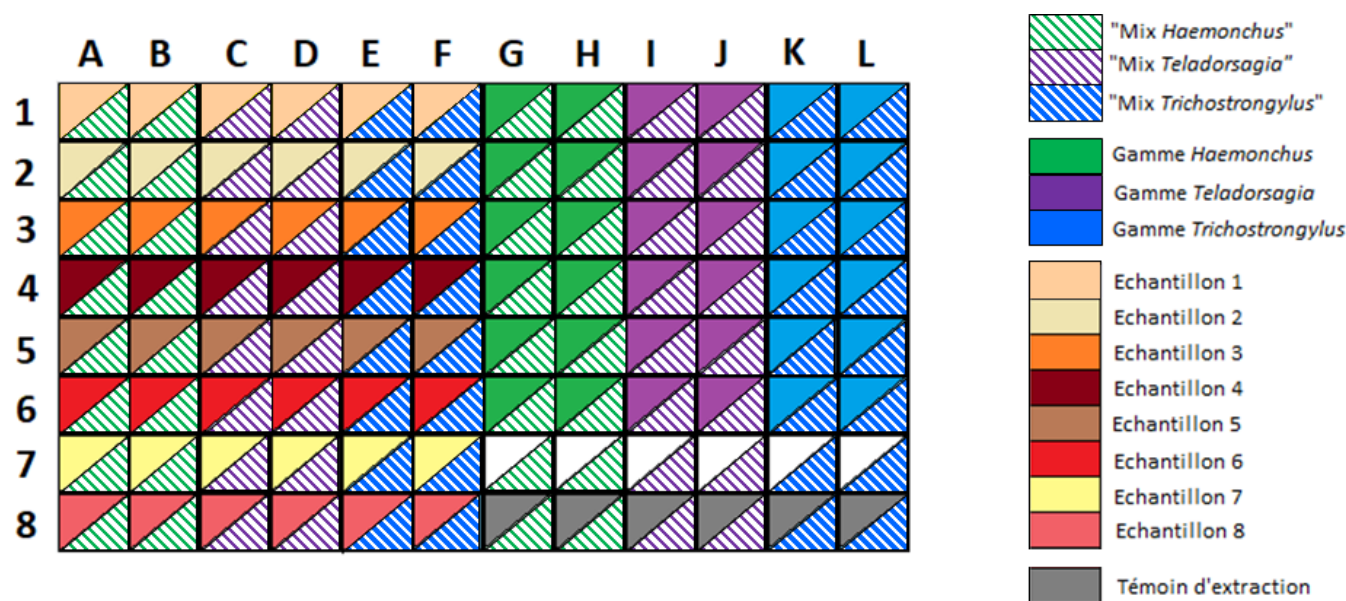 A B C D E F G H I J K L
1
2
3
4
5
6
7
8
"Mix Haemonchus"
"Mix Teladorsagia"
"Mix Trichostrongylus"
Gamme Haemonchus
Gamme Teladorsagia
Gamme Trichostrongylus
Echantillon 1
Echantillon 2
Echantillon 3
Echantillon 4
Echantillon 5
Echantillon 6
Echantillon 7
Echantillon 8
Témoin d'extraction